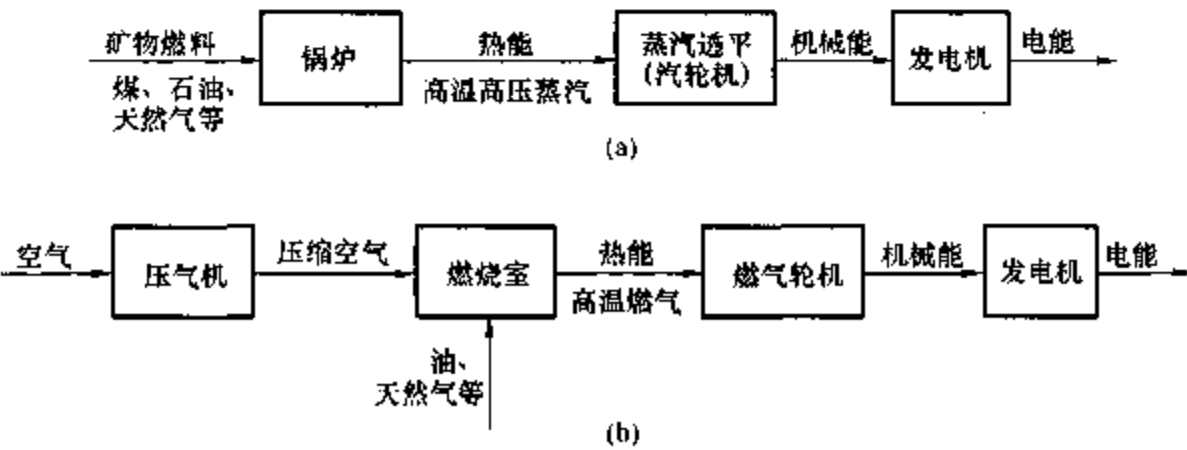 矿物燃料
煤、石油、
天然气等
锅炉
热能
高温高压蒸汽
蒸汽透平
(汽轮机)
机械能
发电机
电能
(a)
空气
压气机
压缩空气
燃烧室
油、
天然气等
热能
高温燃气
燃气轮机
机械能
发电机
电能
(b)